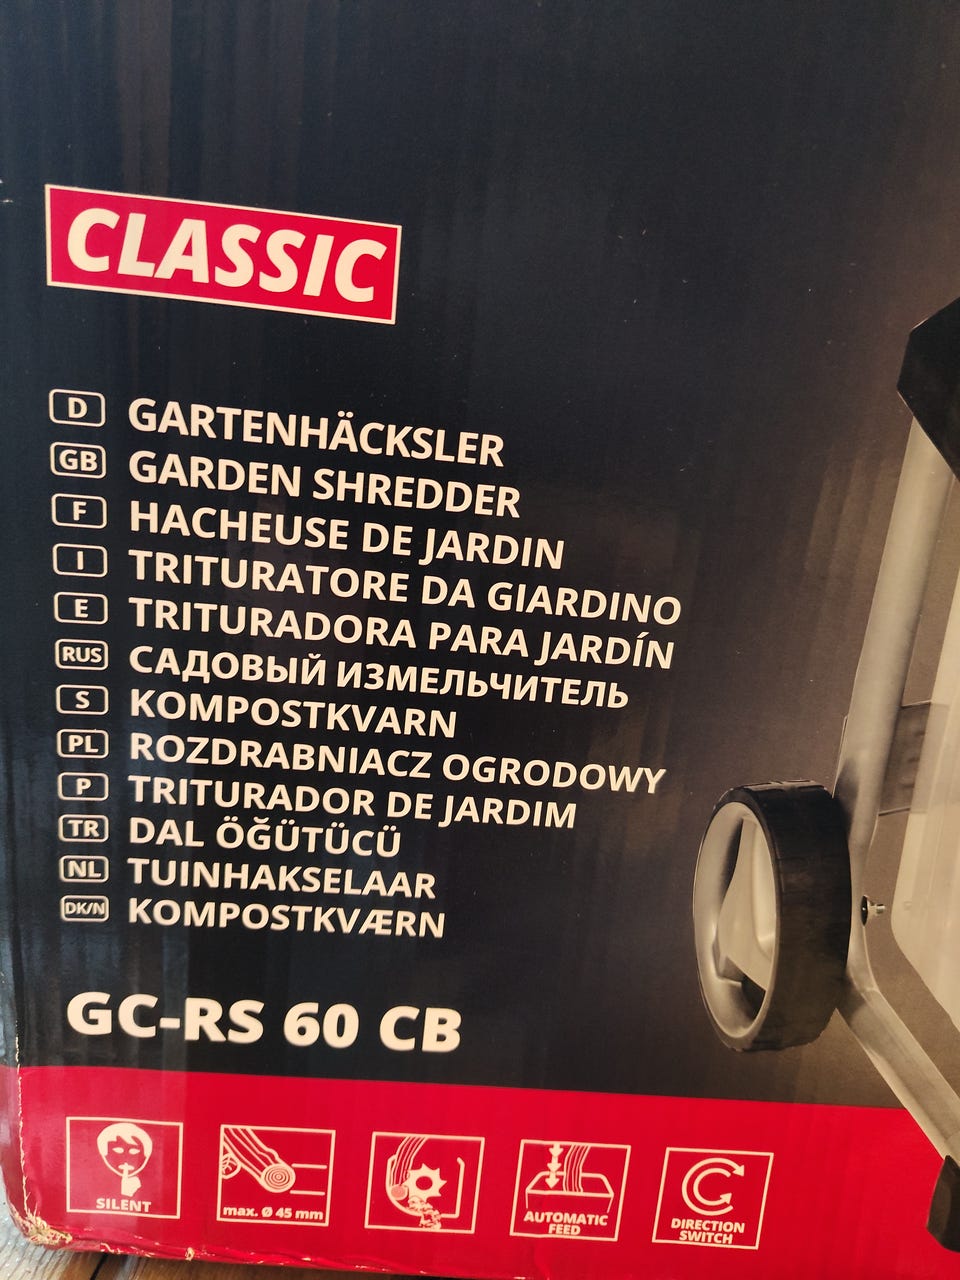 CLASSIC
D GARTENHÄCKSLER
GB GARDEN SHREDDER
F HACHEUSE DE JARDIN
I TRITURATORE DA GIARDINO
E TRITURADORA PARA JARDÍN
RUS САДОВЫЙ ИЗМЕЛЬЧИТЕЛЬ
S KOMPOSTKVARN
PL ROZDRABNIACZ OGRODOWY
P TRITURADOR DE JARDIM
TR DAL ÖĞÜTÜCÜ
NL TUINHAKSELAAR
DK/N KOMPOSTKVÆRN
GC-RS 60 CB
SILENT
max. Ø 45 mm
AUTOMATIC
FEED
DIRECTION
SWITCH